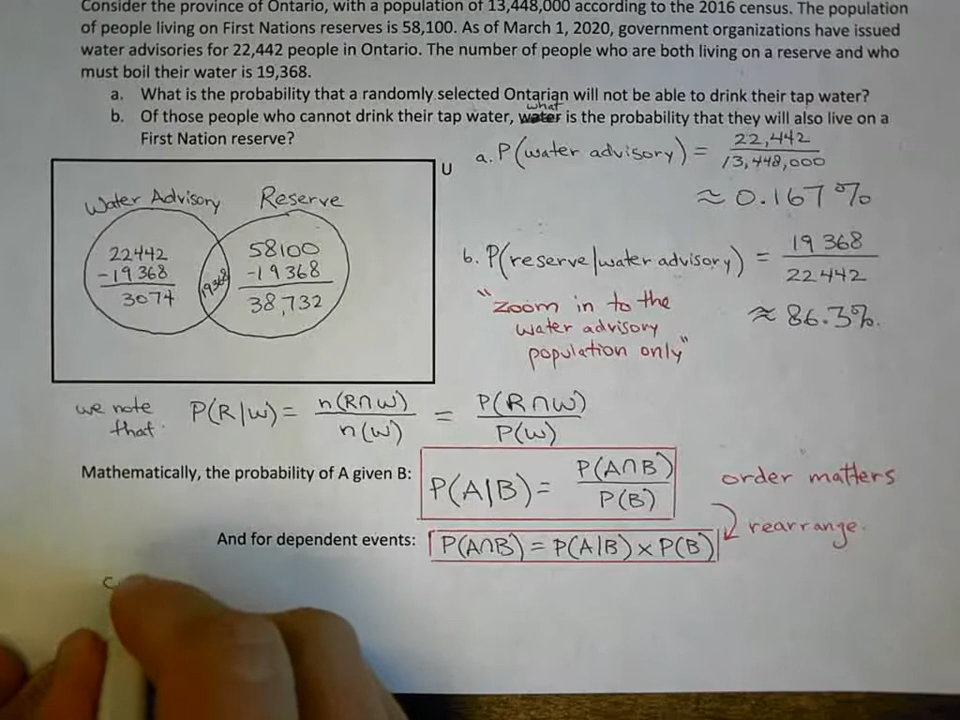 Consider the province of Ontario, with a population of 13,448,000 according to the 2016 census. The population
of people living on First Nations reserves is 58,100. As of March 1, 2020, government organizations have issued
water advisories for 22,442 people in Ontario. The number of people who are both living on a reserve and who
must boil their water is 19,368.
a. What is the probability that a randomly selected Ontarian will not be able to drink their tap water?
what
b. Of those people who cannot drink their tap water, water is the probability that they will also live on a
First Nation reserve?
a. P(water advisory) = 22,442 / 13,448,000
≈ 0.167%
U
Water Advisory Reserve
22442
-19368
3074
19368
58100
-19368
38,732
b. P(reserve|water advisory) = 19368 / 22442
≈ 86.3%.
"zoom in to the
water advisory
population only"
we note
that
P(R|W) = n(R∩W) / n(W) = P(R∩W) / P(W)
Mathematically, the probability of A given B:
P(A|B) = P(A∩B) / P(B)
order matters
rearrange.
And for dependent events:
P(A∩B) = P(A|B) × P(B)